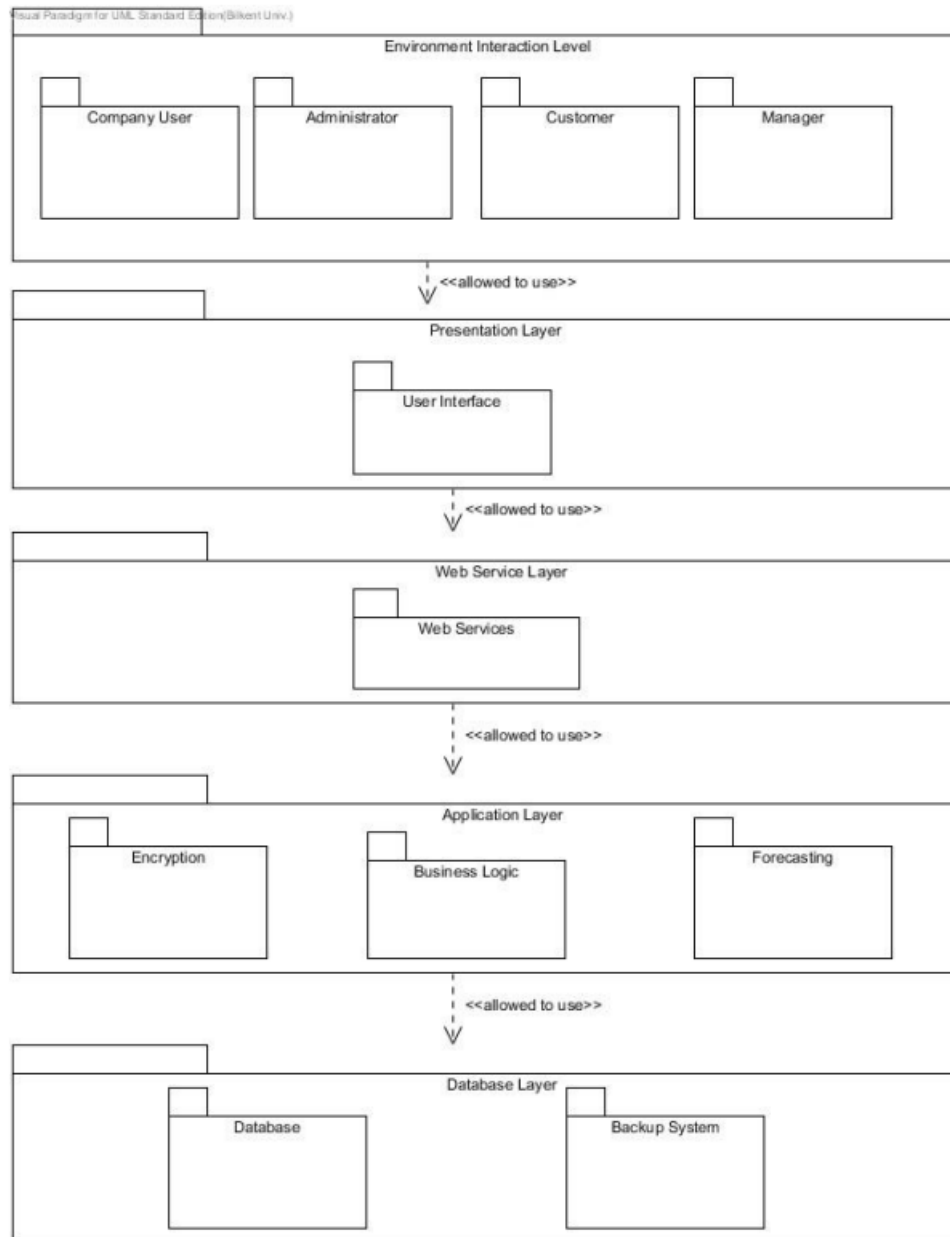 Visual Paradigm for UML Standard Edition(Bilkent Univ.)
Environment Interaction Level
Company User
Administrator
Customer
Manager
<<allowed to use>>
Presentation Layer
User Interface
<<allowed to use>>
Web Service Layer
Web Services
<<allowed to use>>
Application Layer
Encryption
Business Logic
Forecasting
<<allowed to use>>
Database Layer
Database
Backup System